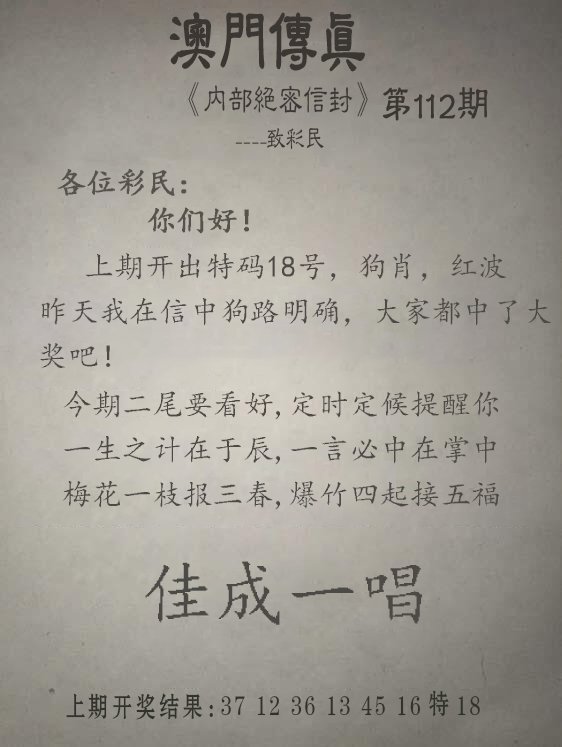 澳門傳真
《内部絕密信封》第112期
----致彩民
各位彩民：
你们好！
上期开出特码18号，狗肖，红波
昨天我在信中狗路明确，大家都中了大
奖吧！
今期二尾要看好,定时定候提醒你
一生之计在于辰,一言必中在掌中
梅花一枝报三春,爆竹四起接五福
佳成一唱
上期开奖结果:37 12 36 13 45 16 特 18